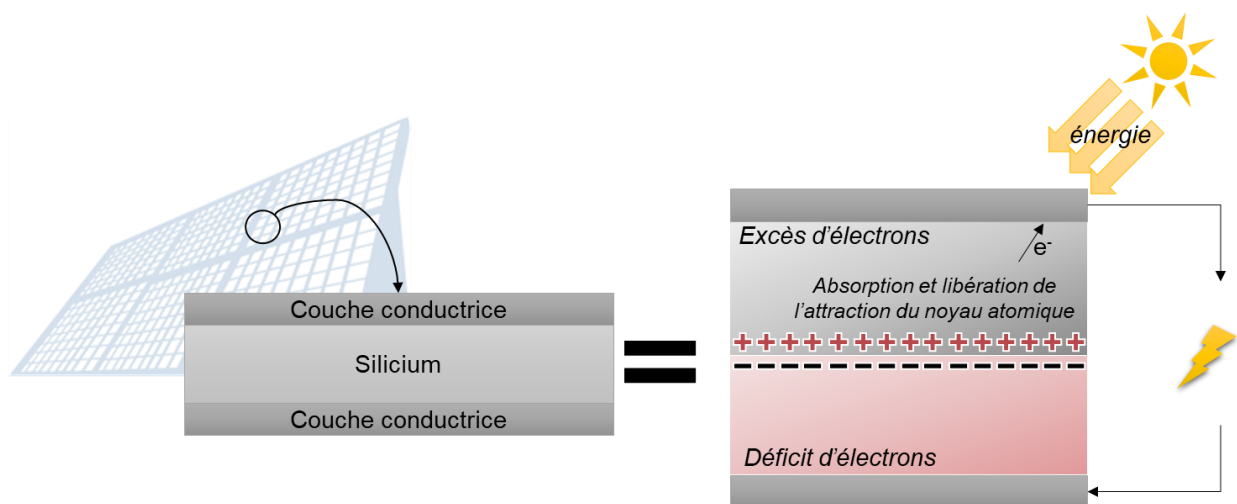 Couche conductrice
Silicium
Couche conductrice
énergie
Excès d'électrons
e-
Absorption et libération de
l'attraction du noyau atomique
+ + + + + + + + + + + + + +
- - - - - - - - - - - - - -
Déficit d'électrons